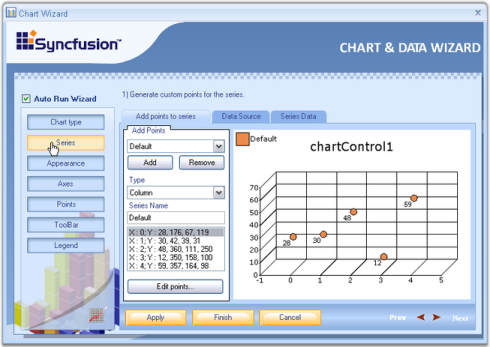 Chart Wizard
Syncfusion
CHART & DATA WIZARD
Auto Run Wizard
1) Generate custom points for the series.
Chart type
Series
Appearance
Axes
Points
ToolBar
Legend
Add points to series
Data Source
Series Data
Add Points
Default
Add
Remove
Type
Column
Series Name
Default
X : 0; Y : 28, 176, 67, 119
X : 1; Y : 30, 42, 39, 31
X : 2; Y : 48, 360, 111, 250
X : 3; Y : 12, 350, 158, 100
X : 4; Y : 59, 357, 164, 98
Edit points...
Default
chartControl1
70
60
50
40
30
20
10
0
28
30
48
12
59
-1
0
1
2
3
4
5
Apply
Finish
Cancel
Prev
Next